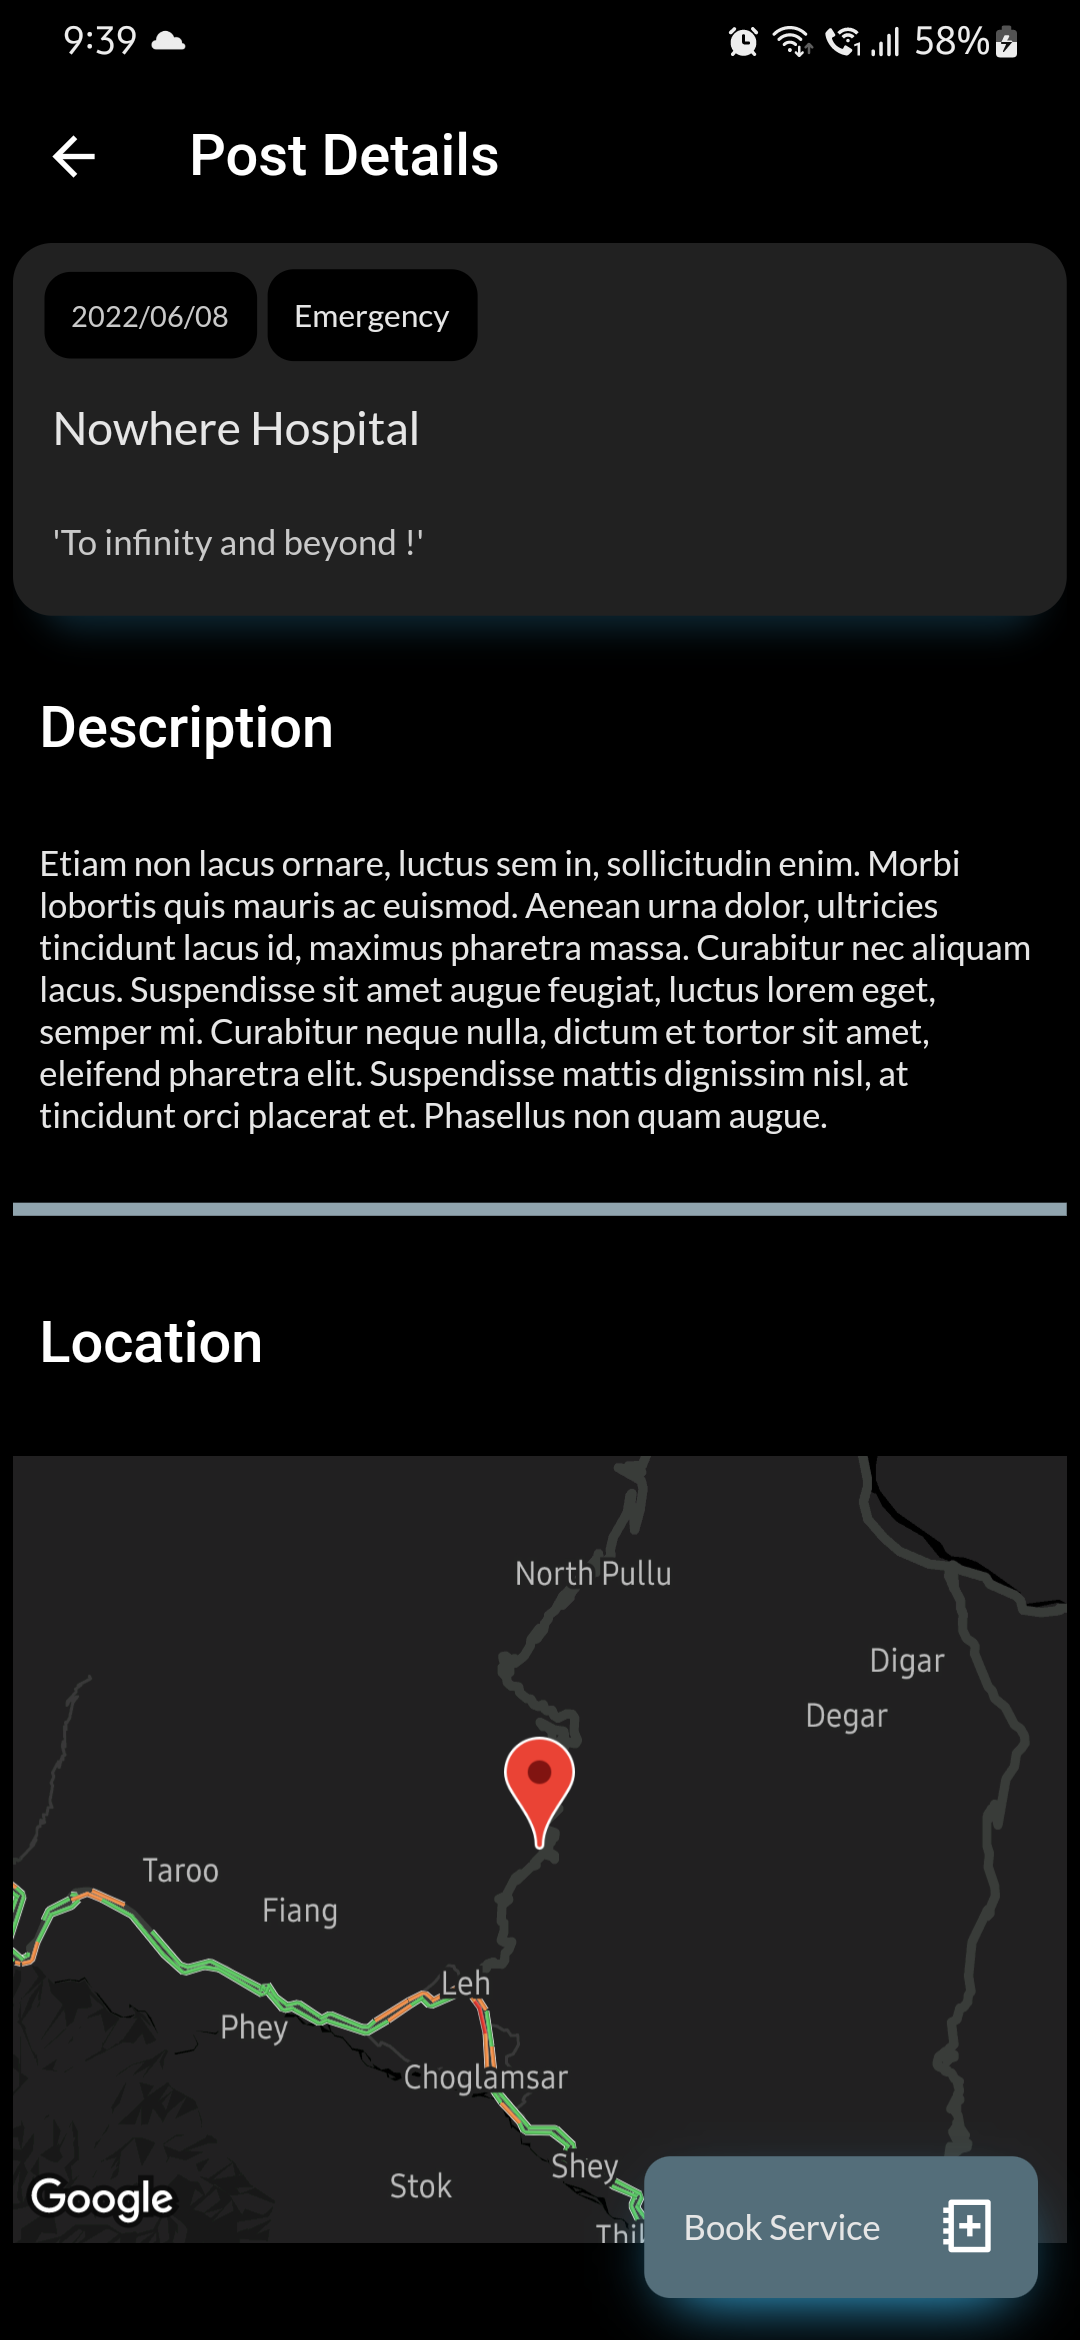 9:39
58%
Post Details
2022/06/08
Emergency
Nowhere Hospital
'To infinity and beyond !'
Description
Etiam non lacus ornare, luctus sem in, sollicitudin enim. Morbi
lobortis quis mauris ac euismod. Aenean urna dolor, ultricies
tincidunt lacus id, maximus pharetra massa. Curabitur nec aliquam
lacus. Suspendisse sit amet augue feugiat, luctus lorem eget,
semper mi. Curabitur neque nulla, dictum et tortor sit amet,
eleifend pharetra elit. Suspendisse mattis dignissim nisl, at
tincidunt orci placerat et. Phasellus non quam augue.
Location
North Pullu
Digar
Degar
Taroo
Fiang
Leh
Phey
Choglamsar
Shey
Stok
Google
Book Service